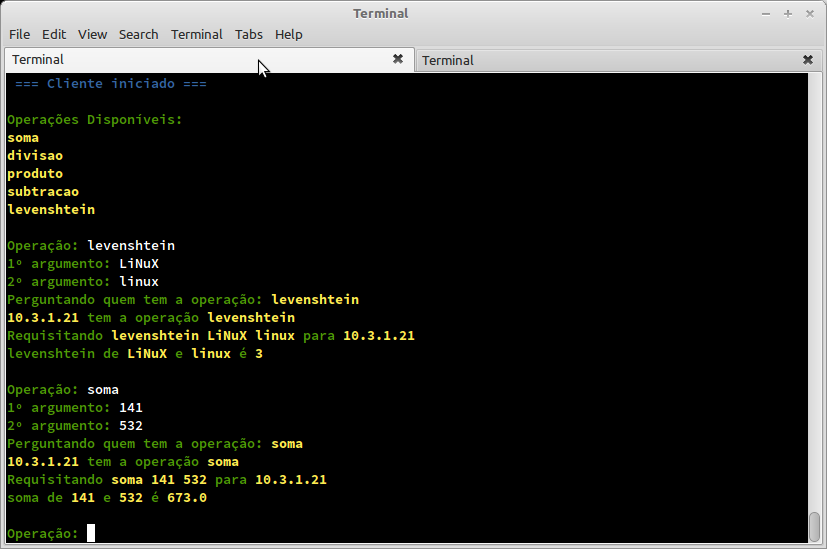 Terminal
File Edit View Search Terminal Tabs Help
Terminal Terminal
=== Cliente iniciado ===
Operações Disponíveis:
soma
divisao
produto
subtracao
levenshtein
Operação: levenshtein
1º argumento: LiNuX
2º argumento: linux
Perguntando quem tem a operação: levenshtein
10.3.1.21 tem a operação levenshtein
Requisitando levenshtein LiNuX linux para 10.3.1.21
levenshtein de LiNuX e linux é 3
Operação: soma
1º argumento: 141
2º argumento: 532
Perguntando quem tem a operação: soma
10.3.1.21 tem a operação soma
Requisitando soma 141 532 para 10.3.1.21
soma de 141 e 532 é 673.0
Operação: